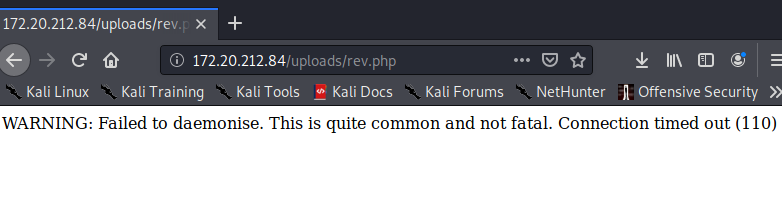 172.20.212.84/uploads/rev.p
172.20.212.84/uploads/rev.php
Kali Linux Kali Training Kali Tools Kali Docs Kali Forums NetHunter Offensive Security
WARNING: Failed to daemonise. This is quite common and not fatal. Connection timed out (110)